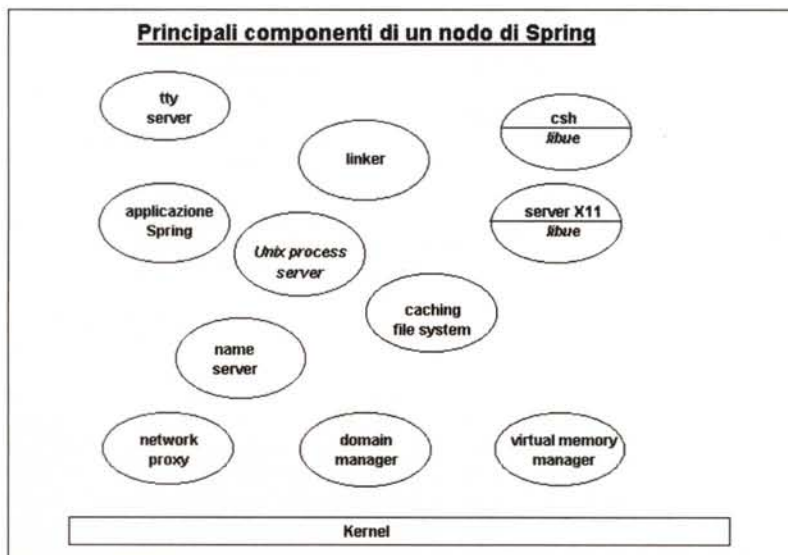 Principali componenti di un nodo di Spring
tty
server
linker
csh
libue
applicazione
Spring
server X11
libue
Unix process
server
caching
file system
name
server
network
proxy
domain
manager
virtual memory
manager
Kernel